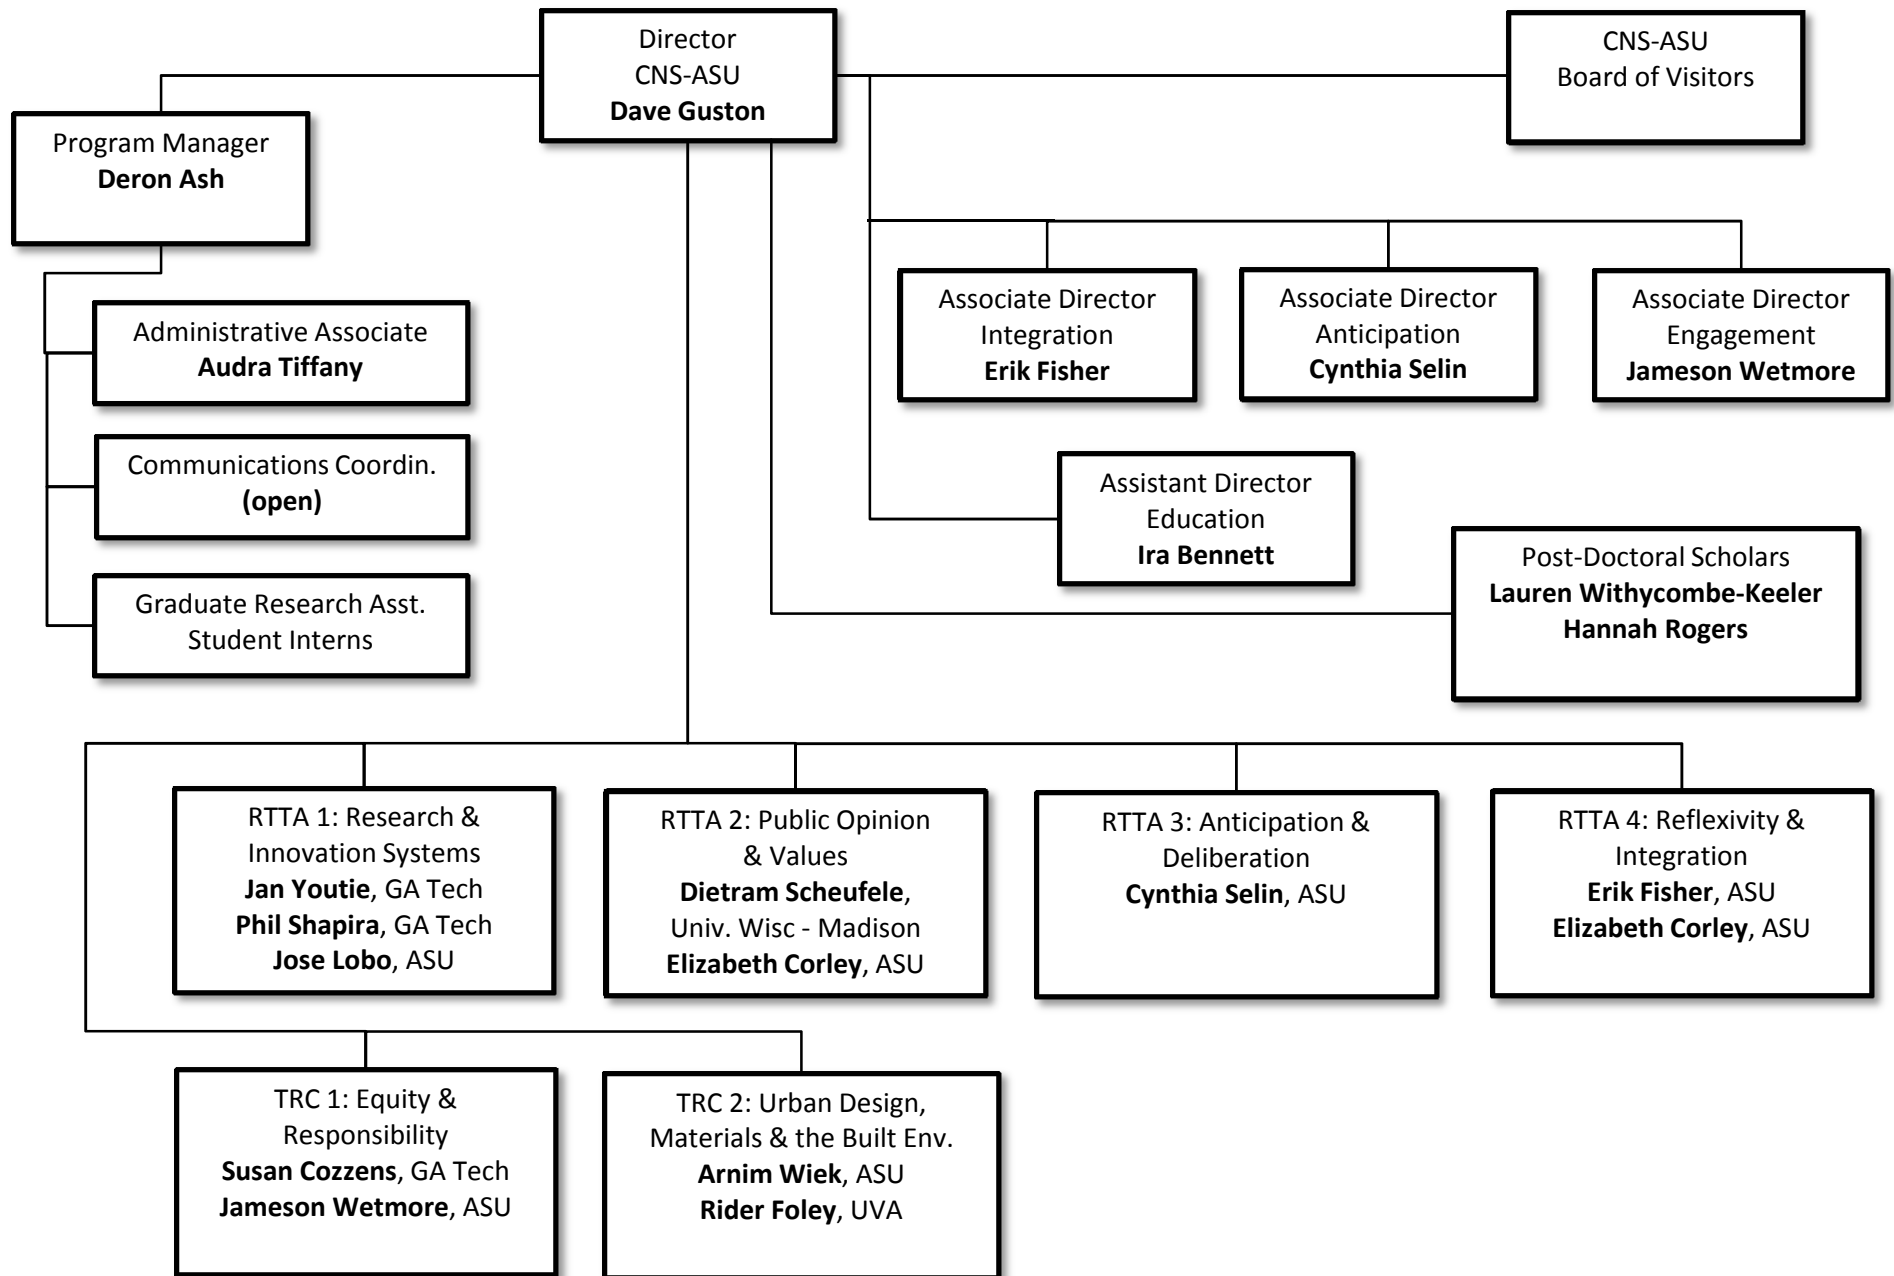 Director
CNS-ASU
Dave Guston
CNS-ASU
Board of Visitors
Program Manager
Deron Ash
Administrative Associate
Audra Tiffany
Communications Coordin.
(open)
Graduate Research Asst.
Student Interns
Associate Director
Integration
Erik Fisher
Associate Director
Anticipation
Cynthia Selin
Associate Director
Engagement
Jameson Wetmore
Assistant Director
Education
Ira Bennett
Post-Doctoral Scholars
Lauren Withycombe-Keeler
Hannah Rogers
RTTA 1: Research &
Innovation Systems
Jan Youtie, GA Tech
Phil Shapira, GA Tech
Jose Lobo, ASU
RTTA 2: Public Opinion
& Values
Dietram Scheufele,
Univ. Wisc - Madison
Elizabeth Corley, ASU
RTTA 3: Anticipation &
Deliberation
Cynthia Selin, ASU
RTTA 4: Reflexivity &
Integration
Erik Fisher, ASU
Elizabeth Corley, ASU
TRC 1: Equity &
Responsibility
Susan Cozzens, GA Tech
Jameson Wetmore, ASU
TRC 2: Urban Design,
Materials & the Built Env.
Arnim Wiek, ASU
Rider Foley, UVA